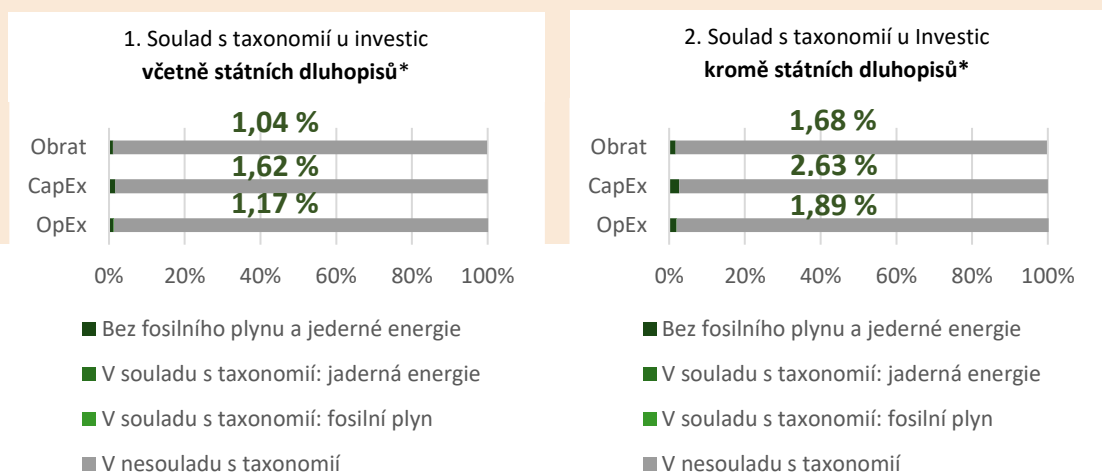 1. Soulad s taxonomií u investic
včetně státních dluhopisů*
1,04 %
Obrat
1,62 %
CapEx
1,17 %
OpEx
0% 20% 40% 60% 80% 100%
Bez fosilního plynu a jederné energie
V souladu s taxonomií: jaderná energie
V souladu s taxonomií: fosilní plyn
V nesouladu s taxonomií
2. Soulad s taxonomií u Investic
kromě státních dluhopisů*
1,68 %
Obrat
2,63 %
CapEx
1,89 %
OpEx
0% 20% 40% 60% 80% 100%
Bez fosilního plynu a jederné energie
V souladu s taxonomií: jaderná energie
V souladu s taxonomií: fosilní plyn
V nesouladu s taxonomií